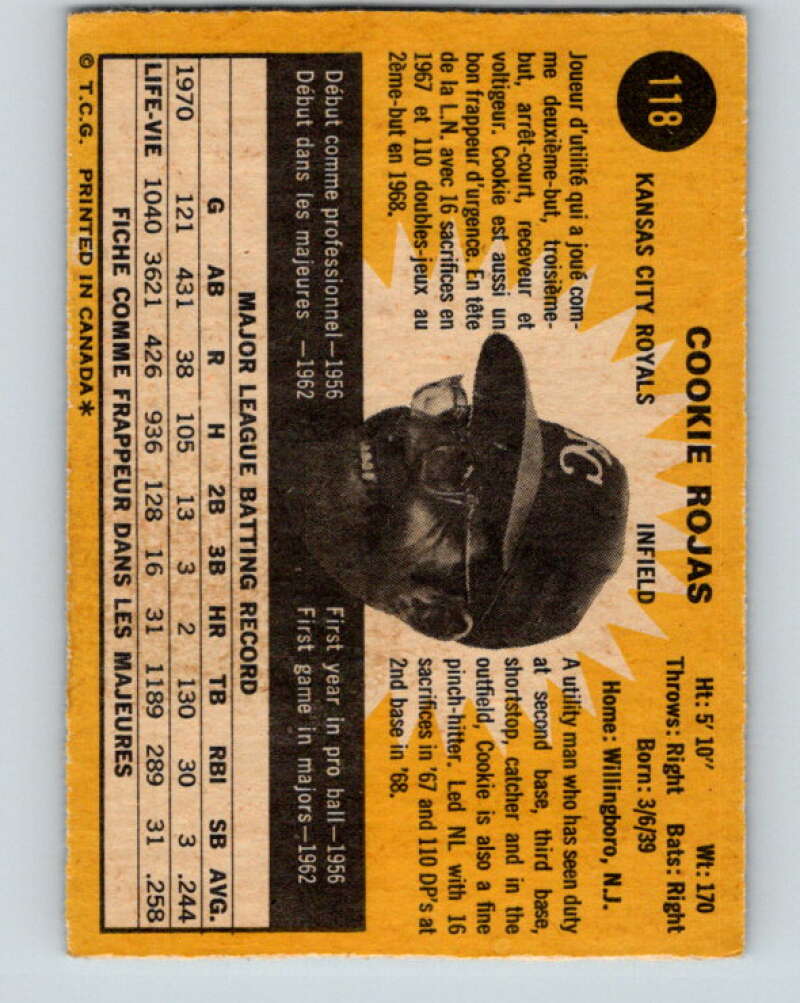 118
COOKIE ROJAS
KANSAS CITY ROYALS INFIELD
Ht: 5' 10" Wt: 170
Throws: Right Bats: Right
Born: 3/6/39
Home: Willingboro, N.J.
Joueur d'utilité qui a joué com-
me deuxième-but, troisième-
but, arrêt-court, receveur et
voltigeur. Cookie est aussi un
bon frappeur d'urgence. En tête
de la L.N. avec 16 sacrifices en
1967 et 110 doubles-jeux au
2ème-but en 1968.
KC
A utility man who has seen duty
at second base, third base,
shortstop, catcher and in the
outfield, Cookie is also a fine
pinch-hitter. Led NL with 16
sacrifices in '67 and 110 DP's at
2nd base in '68.
Début comme professionnel—1956
Début dans les majeures —1962
First year in pro ball—1956
First game in majors—1962
MAJOR LEAGUE BATTING RECORD
G AB R H 2B 3B HR TB RBI SB AVG.
1970 121 431 38 105 13 3 2 130 30 3 .244
LIFE-VIE 1040 3621 426 936 128 16 31 1189 289 31 .258
FICHE COMME FRAPPEUR DANS LES MAJEURES
© T.C.G. PRINTED IN CANADA *